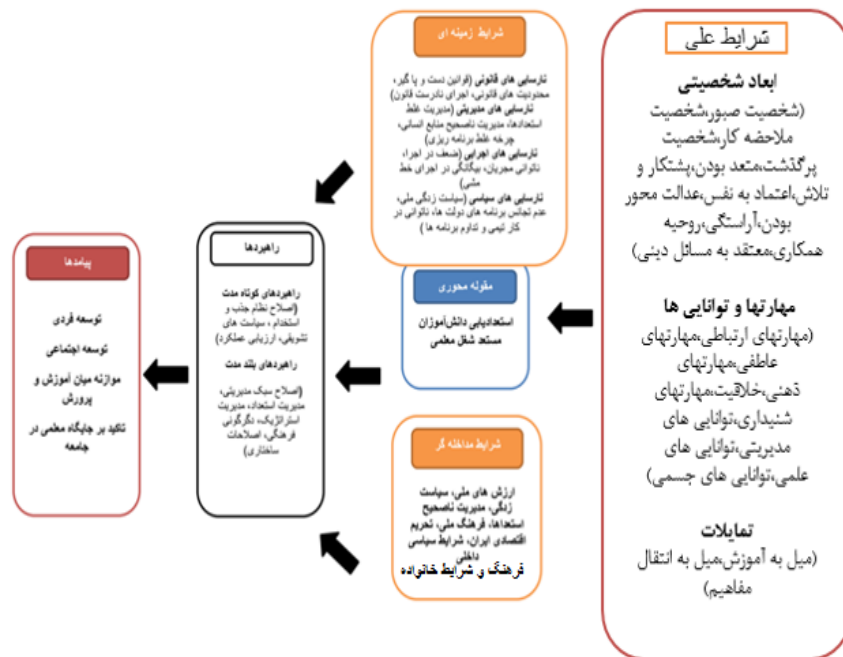 شرایط علی
ابعاد شخصیتی
(شخصیت صبور،شخصیت
ملاحضه کار،شخصیت
پرگذشت،متعد بودن،پشتکار و
تلاش،اعتماد به نفس،عدالت محور
بودن،آراستگی،روحیه
همکاری،معتقد به مسائل دینی)
مهارتها و توانایی ها
(مهارتهای ارتباطی،مهارتهای
عاطفی،مهارتهای
ذهنی،خلاقیت،مهارتهای
شنیداری،توانایی های
مدیریتی،توانایی های
علمی،توانایی های جسمی)
تمایلات
(میل به آموزش،میل به انتقال
مفاهیم)
شرایط زمینه ای
نارسایی های قانونی (قوانین دست و پا گیر،
محدودیت های قانونی، اجرای نادرست قانون)
نارسایی های مدیریتی (مدیریت غلط
استعدادها، مدیریت ناصحیح منابع انسانی،
چرخه غلط برنامه ریزی)
نارسایی های اجرایی (ضعف در اجرا،
ناتوانی مجریان، بیگانگی در اجرای خط
مشی)
نارسایی های سیاسی (سیاست زدگی ملی،
عدم تجانس برنامه های دولت ها، ناتوانی در
کار تیمی و تداوم برنامه ها )
مقوله محوری
استعدادیابی دانش‌آموزان
مستعد شغل معلمی
شرایط مداخله گر
ارزش های ملی، سیاست
زدگی، مدیریت ناصحیح
استعدادها، فرهنگ ملی، تحریم
اقتصادی ایران، شرایط سیاسی
داخلی
فرهنگ و شرایط خانواده
راهبردها
راهبردهای کوتاه مدت
(اصلاح نظام جذب و
استخدام ، سیاست های
تشویقی، ارزیابی عملکرد)
راهبردهای بلند مدت
(اصلاح سبک مدیریتی،
مدیریت استعداد، مدیریت
استراتژیک، دگرگونی
فرهنگی، اصلاحات
ساختاری)
پیامدها
توسعه فردی
توسعه اجتماعی
موازنه میان آموزش و
پرورش
تاکید بر جایگاه معلمی در
جامعه